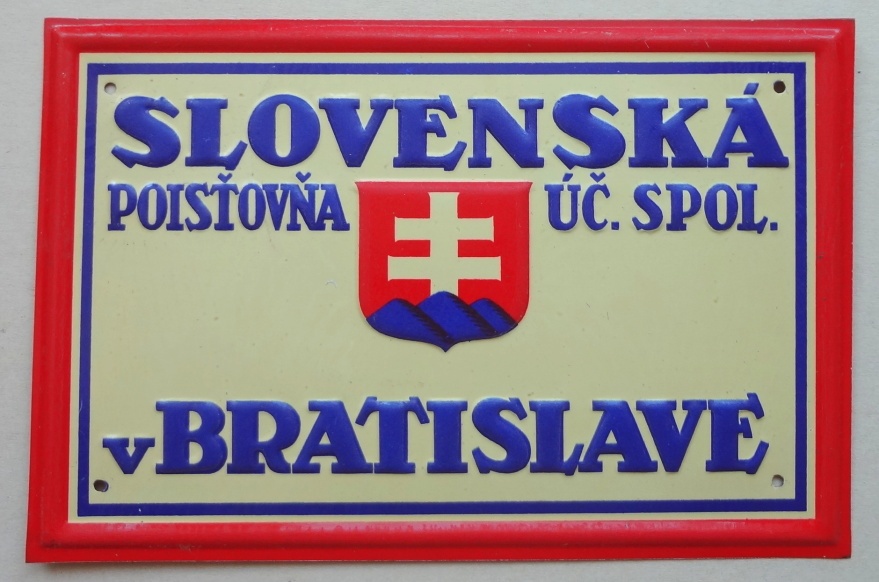 SLOVENSKÁ
POISŤOVŇA ÚČ. SPOL.
v BRATISLAVE